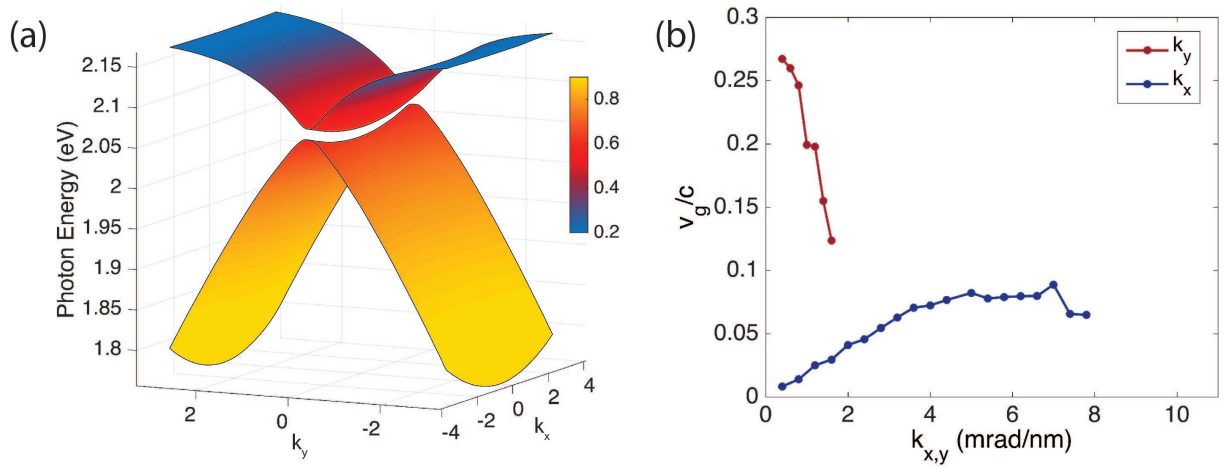 (a)
2.15
2.1
2.05
2
1.95
1.9
1.85
1.8
Photon Energy (eV)
0.8
0.6
0.4
0.2
2
0
-2
k_y
-4
-2
0
2
4
k_x
(b)
0.3
0.25
0.2
0.15
0.1
0.05
0
v_g/c
k_y
k_x
0 2 4 6 8 10
k_x,y (mrad/nm)